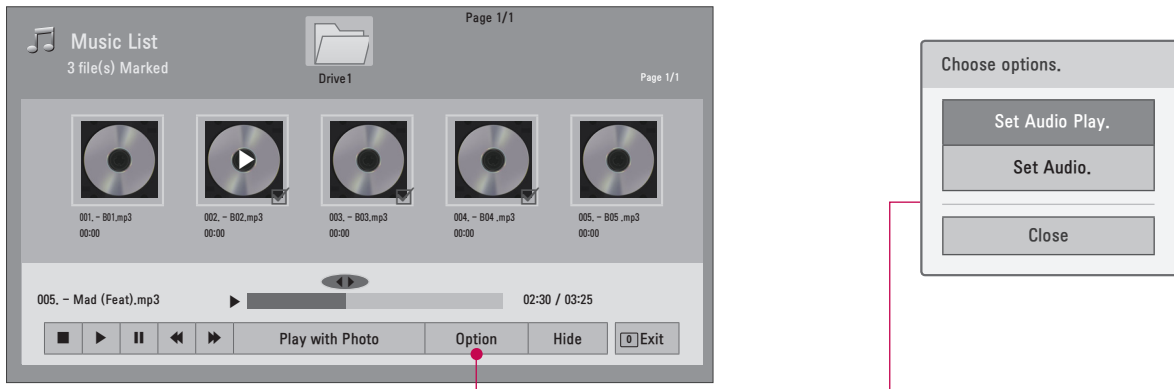 Page 1/1
Music List
3 file(s) Marked
Drive1
Page 1/1
001. - B01.mp3
00:00
002. - B02.mp3
00:00
003. - B03.mp3
00:00
004. - B04 .mp3
00:00
005. - B05 .mp3
00:00
005. - Mad (Feat).mp3
02:30 / 03:25
Play with Photo
Option
Hide
0 Exit
Choose options.
Set Audio Play.
Set Audio.
Close